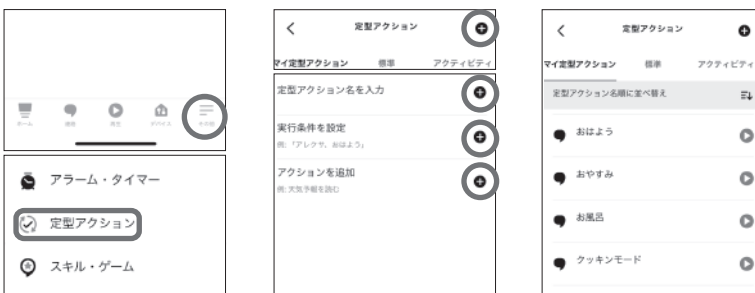 ホーム
通信
再生
デバイス
その他
アラーム・タイマー
定型アクション
スキル・ゲーム
定型アクション
マイ定型アクション 標準 アクティビティ
定型アクション名を入力
実行条件を設定
例:「アレクサ、おはよう」
アクションを追加
例: 天気予報を読む
定型アクション
マイ定型アクション 標準 アクティビティ
定型アクション名順に並べ替え
おはよう
おやすみ
お風呂
クッキンモード